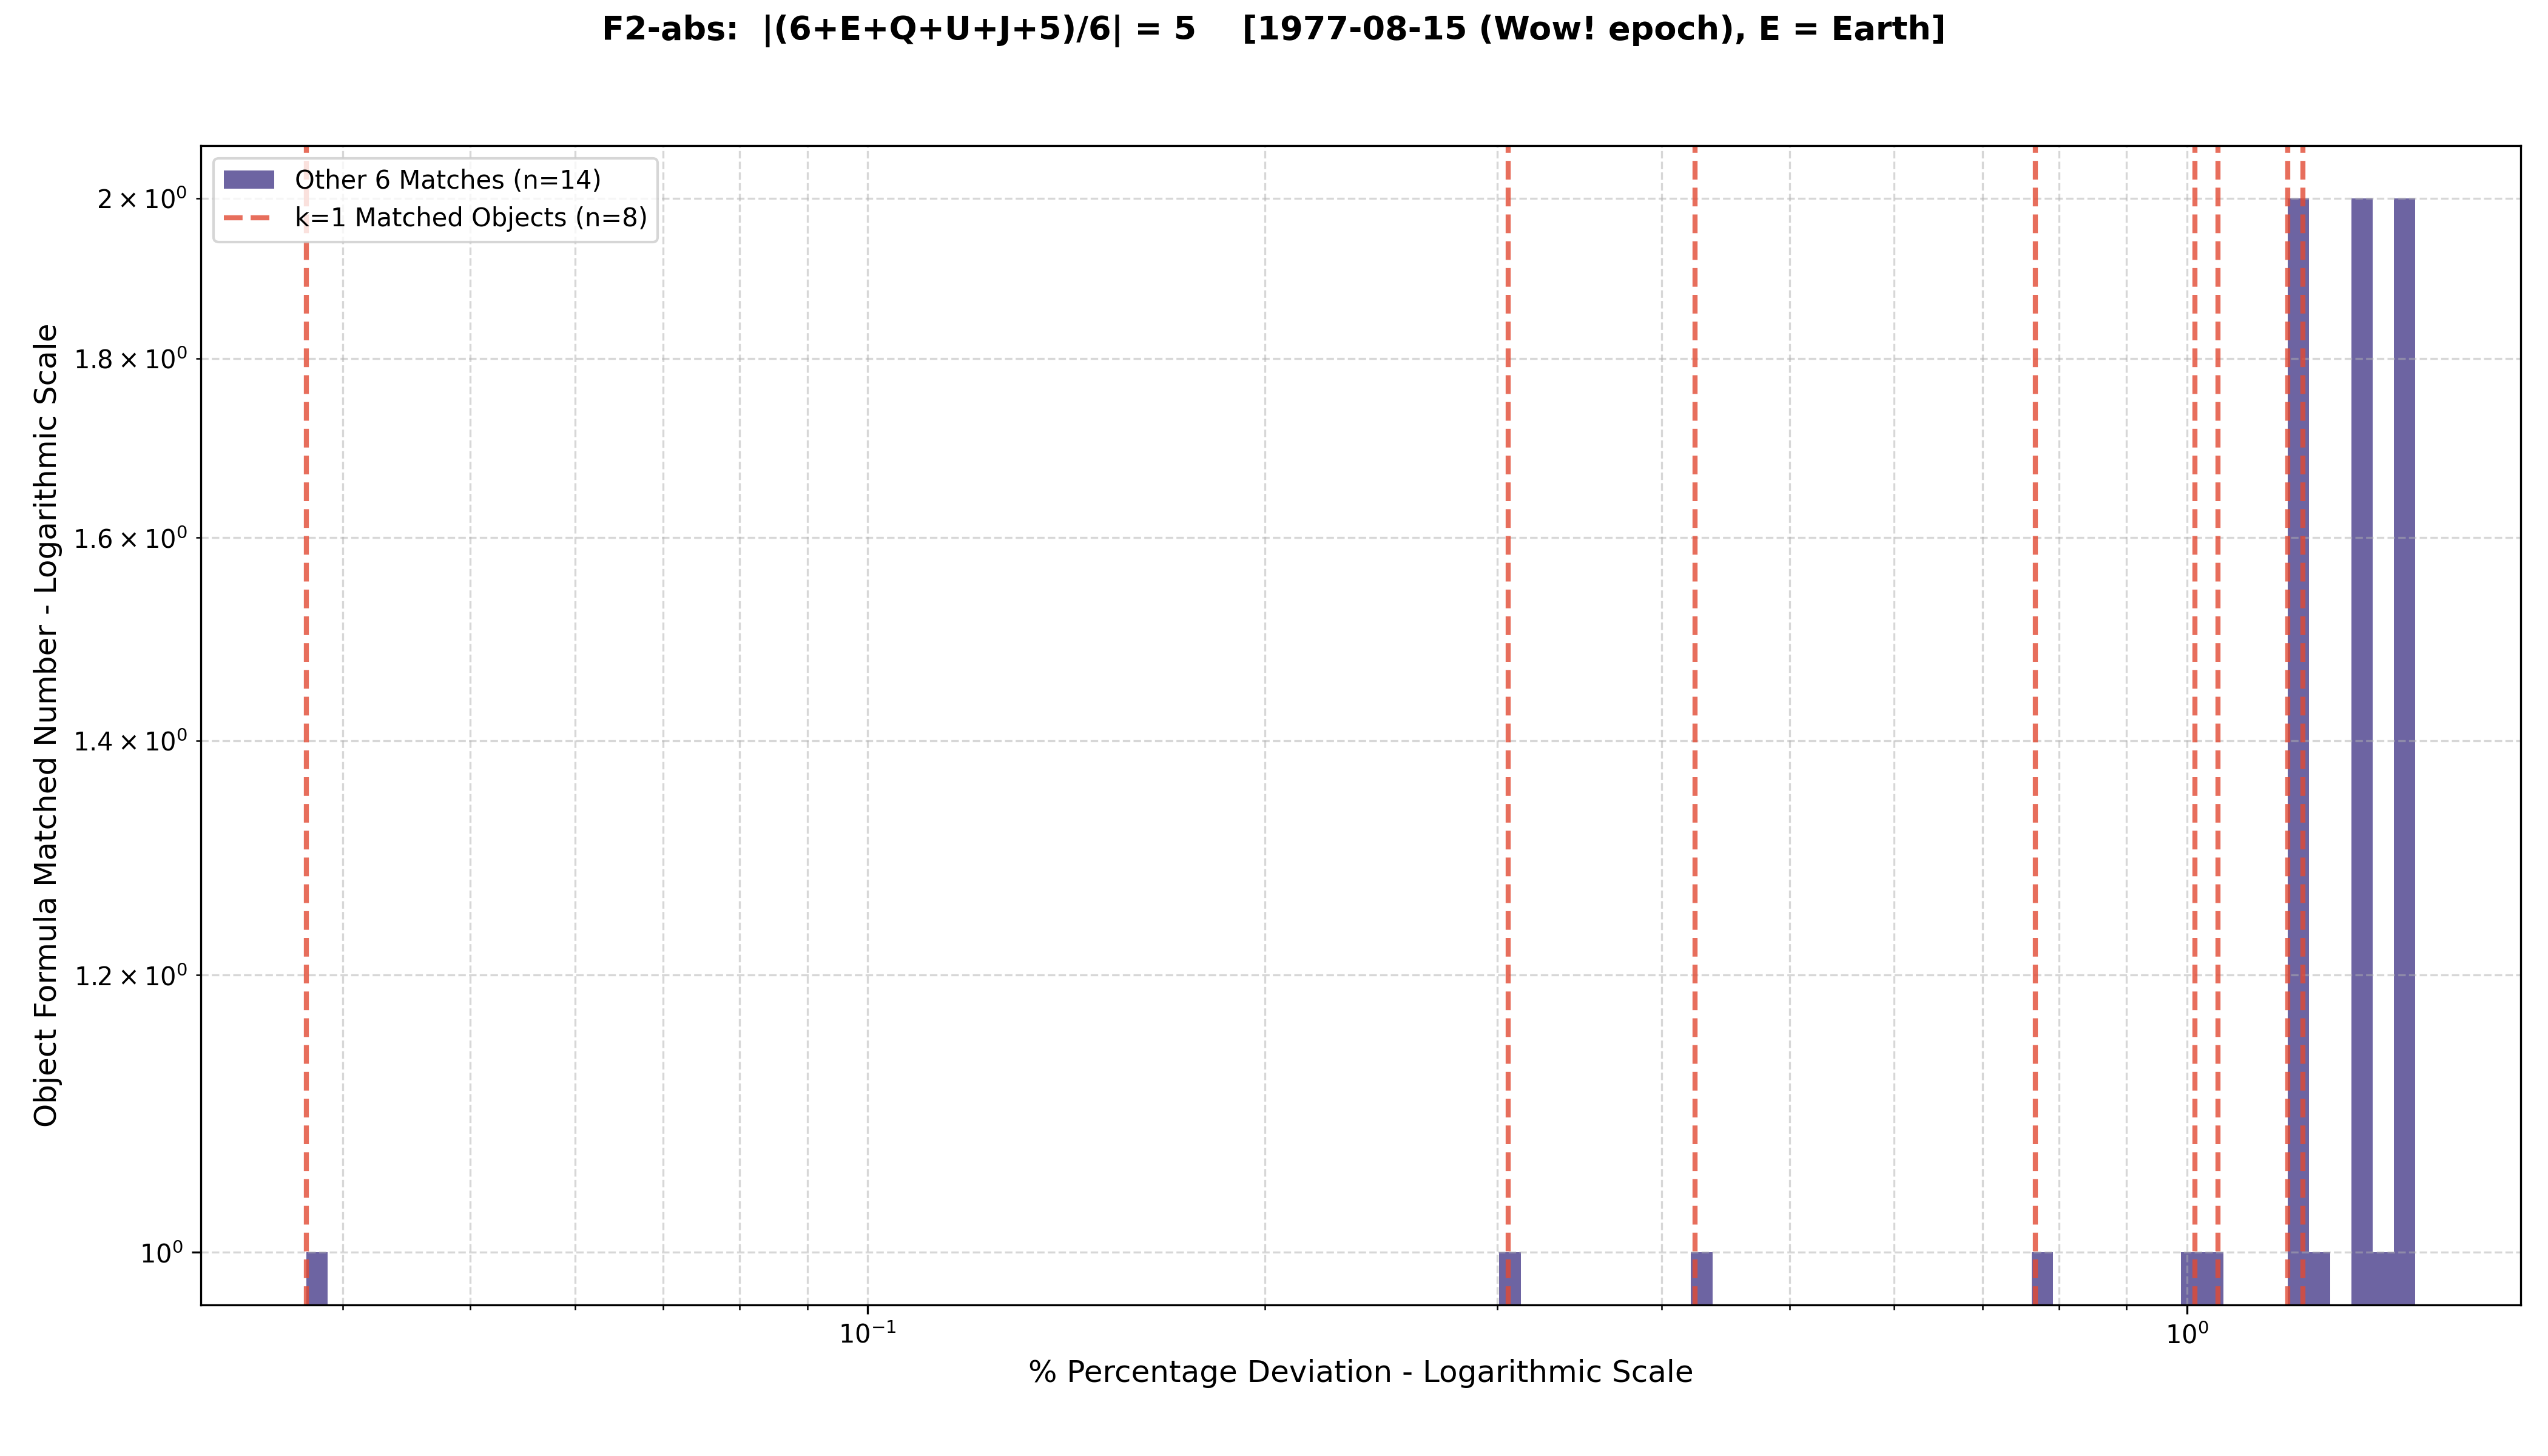 F2-abs:  |(6+E+Q+U+J+5)/6| = 5    [1977-08-15 (Wow! epoch), E = Earth]
Other 6 Matches (n=14)
k=1 Matched Objects (n=8)
Object Formula Matched Number - Logarithmic Scale
2 × 10⁰
1.8 × 10⁰
1.6 × 10⁰
1.4 × 10⁰
1.2 × 10⁰
10⁰
10⁻¹
10⁰
% Percentage Deviation - Logarithmic Scale